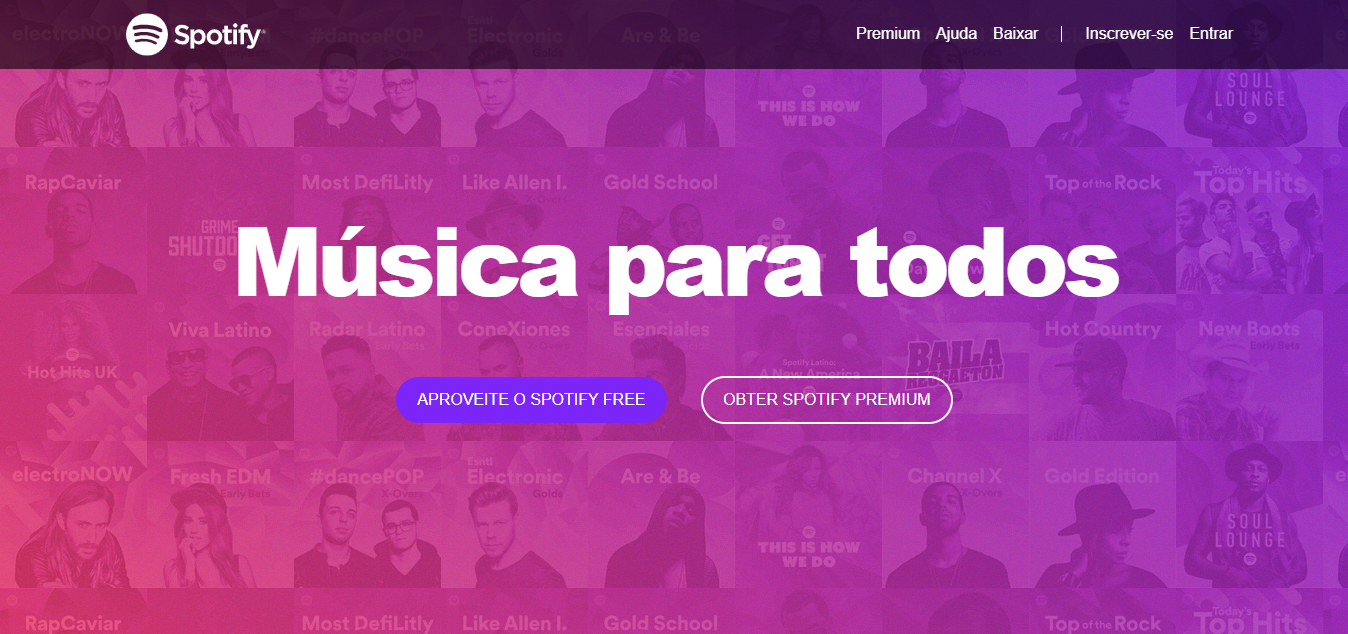 electroNOW
Spotify
#dancePOP
Esntl
Electronic
Golds
Are & Be
Premium Ajuda Baixar | Inscrever-se Entrar
THIS IS HOW
WE DO
SOUL
LOUNGE
RapCaviar
GRIME
Most DefiLitly
Like Allen I.
X-Overs
Gold School
Top of the Rock
Today's
Top Hits
Música para todos
Hot Hits UK
Viva Latino
Radar Latino
Early Bets
ConeXiones
X-Overs
Esenciales
Spotify Latino:
A New America
BAILA
REGGAETON
Hot Country
New Boots
Early Bets
APROVEITE O SPOTIFY FREE
OBTER SPOTIFY PREMIUM
electroNOW
Fresh EDM
Early Bets
#dancePOP
X-Overs
Esntl
Electronic
Golds
Are & Be
THIS IS HOW
WE DO
Channel X
X-Overs
Gold Edition
SOUL
LOUNGE
RapCaviar
Most DefiLitly
Like Allen I.
Gold School
Top of the Rock
Today's
Top Hits